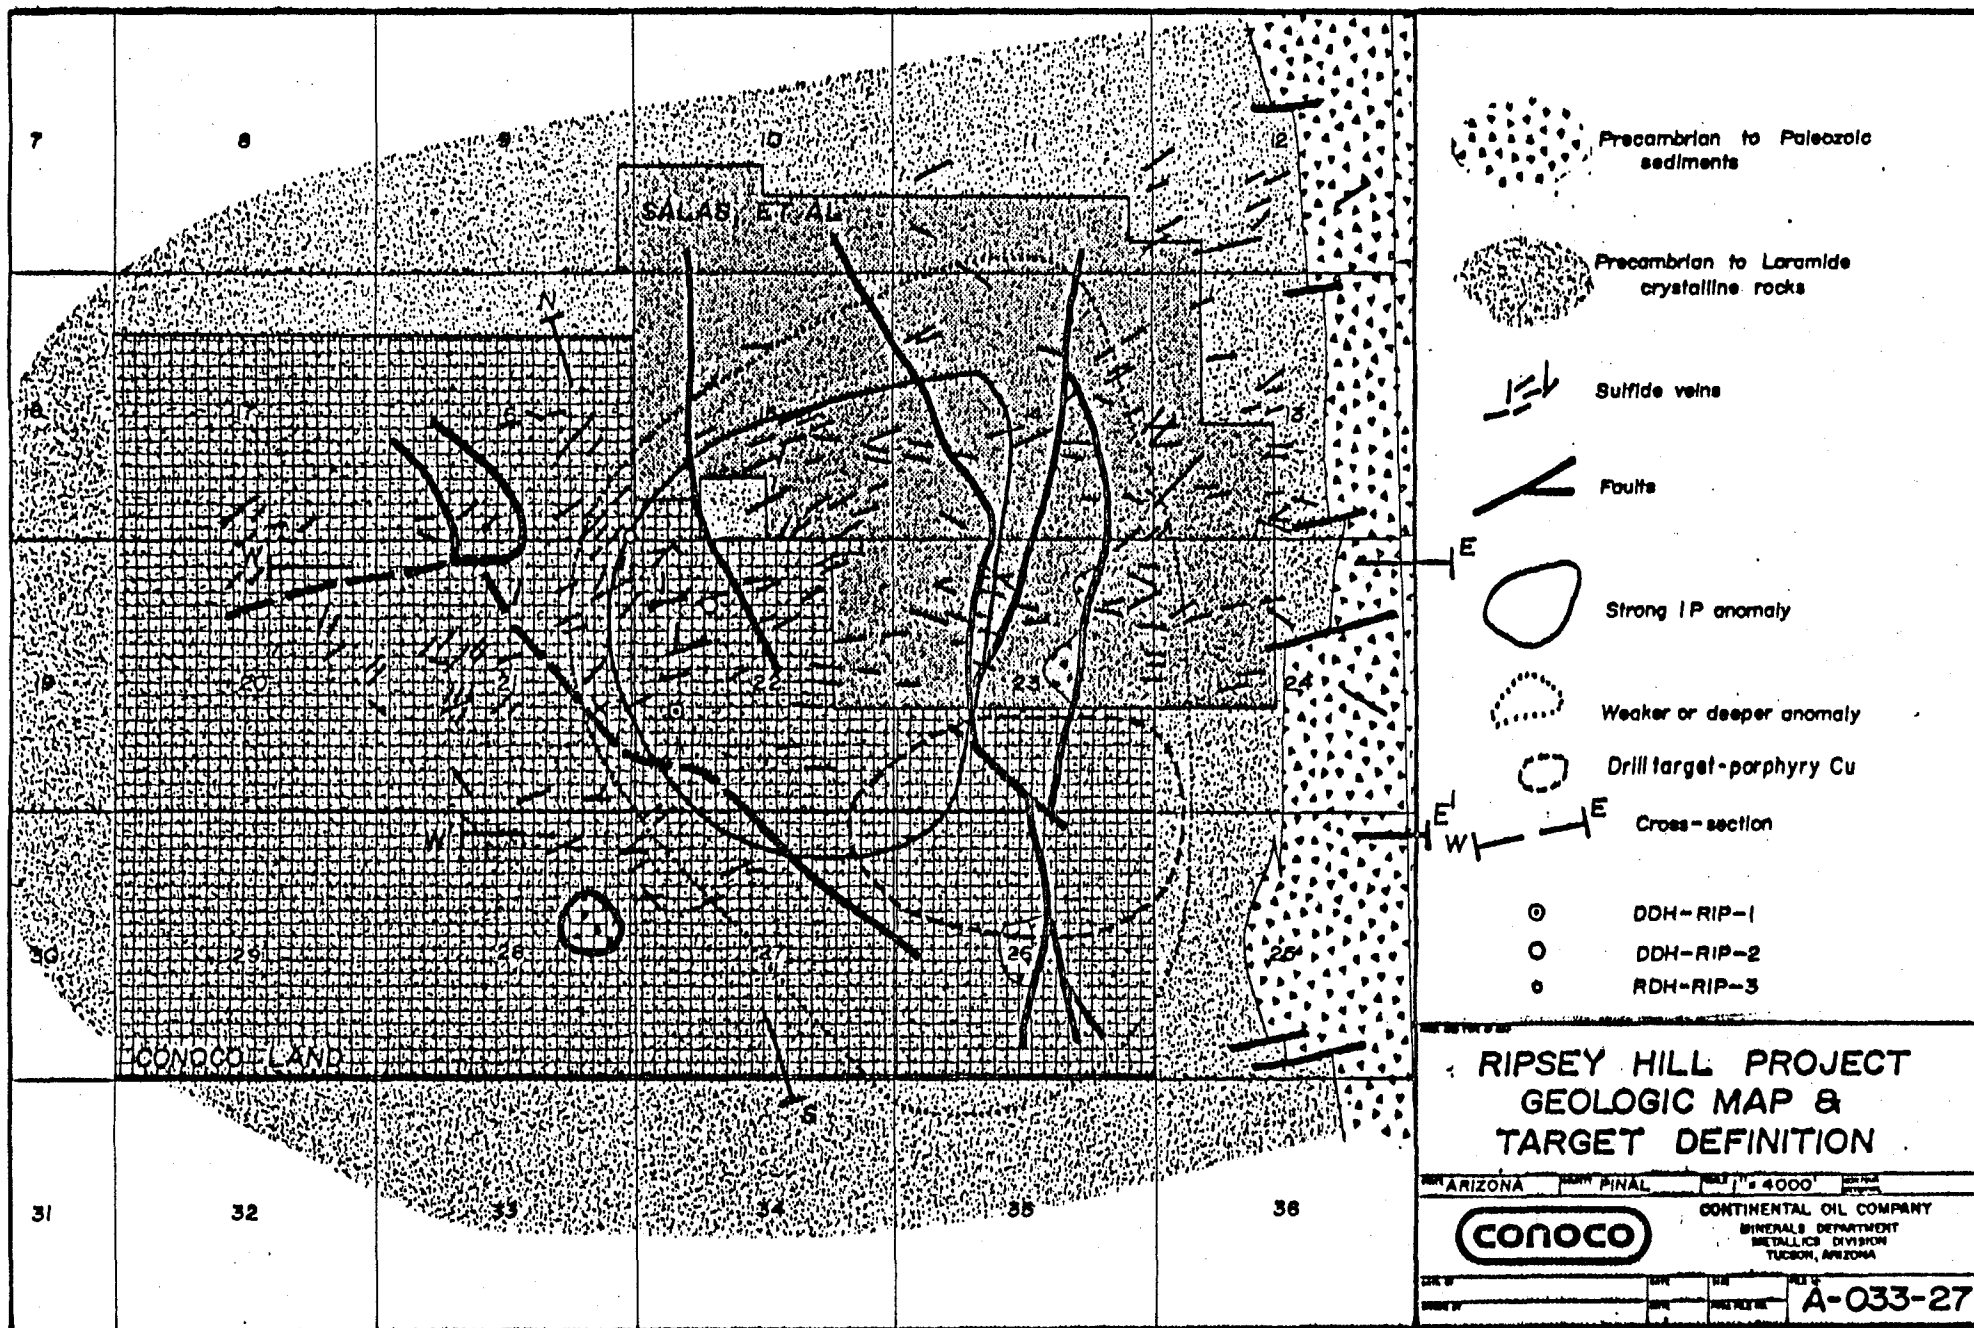 7
8
9
10
11
12
SALAS, ET AL
N
18
17
15
13
W
E
19
20
21
22
23
24
W'
E'
30
29
28
27
26
25
CONOCO LAND
S
31
32
33
34
35
36
Precambrian to Paleozoic
sediments
Precambrian to Laramide
crystalline rocks
Sulfide veins
Faults
Strong IP anomaly
Weaker or deeper anomaly
Drill target-porphyry Cu
W
E
Cross-section
DDH-RIP-1
DDH-RIP-2
RDH-RIP-3
RIPSEY HILL PROJECT
GEOLOGIC MAP &
TARGET DEFINITION
ARIZONA
PINAL
1" = 4000'
conoco
CONTINENTAL OIL COMPANY
MINERALS DEPARTMENT
METALLICS DIVISION
TUCSON, ARIZONA
A-033-27